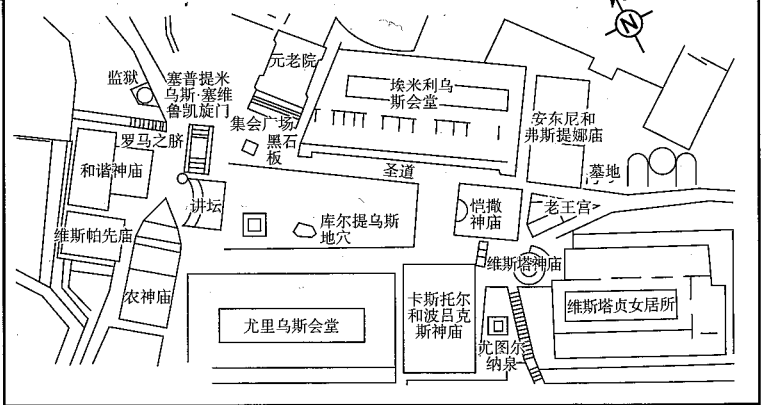 N
元老院
监狱
塞普提米
乌斯·塞维
鲁凯旋门
埃米利乌
斯会堂
安东尼和
弗斯提娜庙
集会广场
黑石
板
罗马之脐
和谐神庙
圣道
墓地
讲坛
恺撒
神庙
老王宫
库尔提乌斯
地穴
维斯帕先庙
维斯塔神庙
农神庙
尤里乌斯会堂
卡斯托尔
和波吕克
斯神庙
维斯塔贞女居所
尤图尔
纳泉